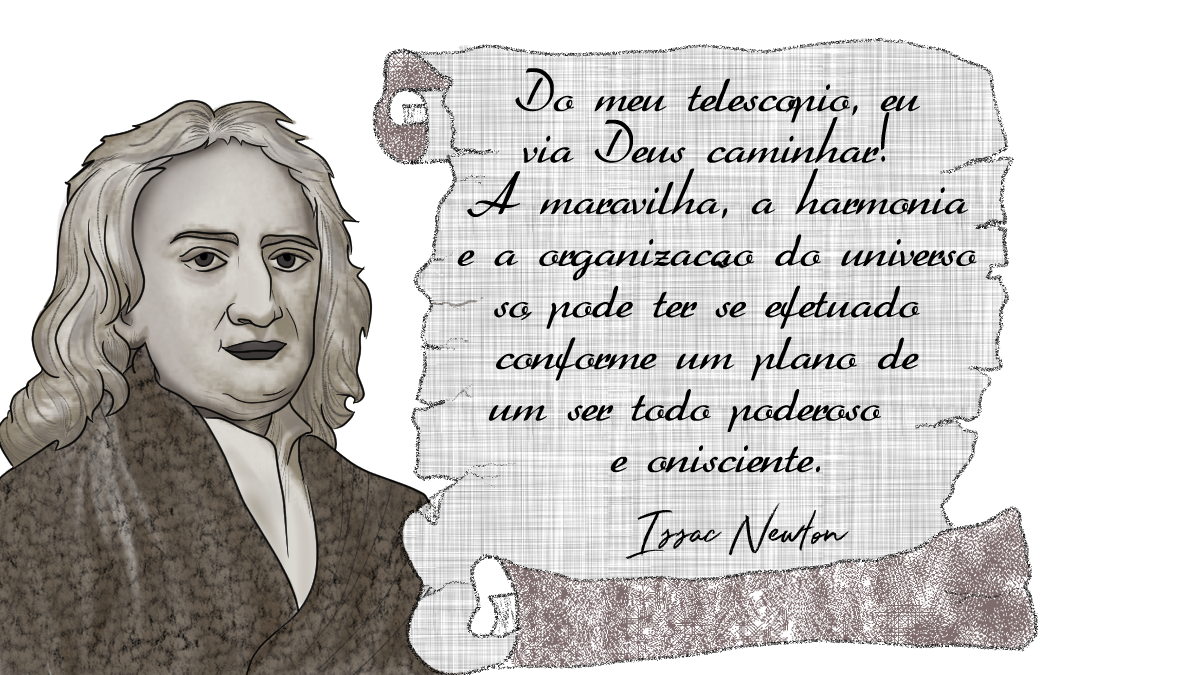 Do meu telescopio, eu
via Deus caminhar!
A maravilha, a harmonia
e a organizaçao do universo
so, pode ter se efetuado
conforme um plano de
um ser todo poderoso
e onisciente.
Issac Newton